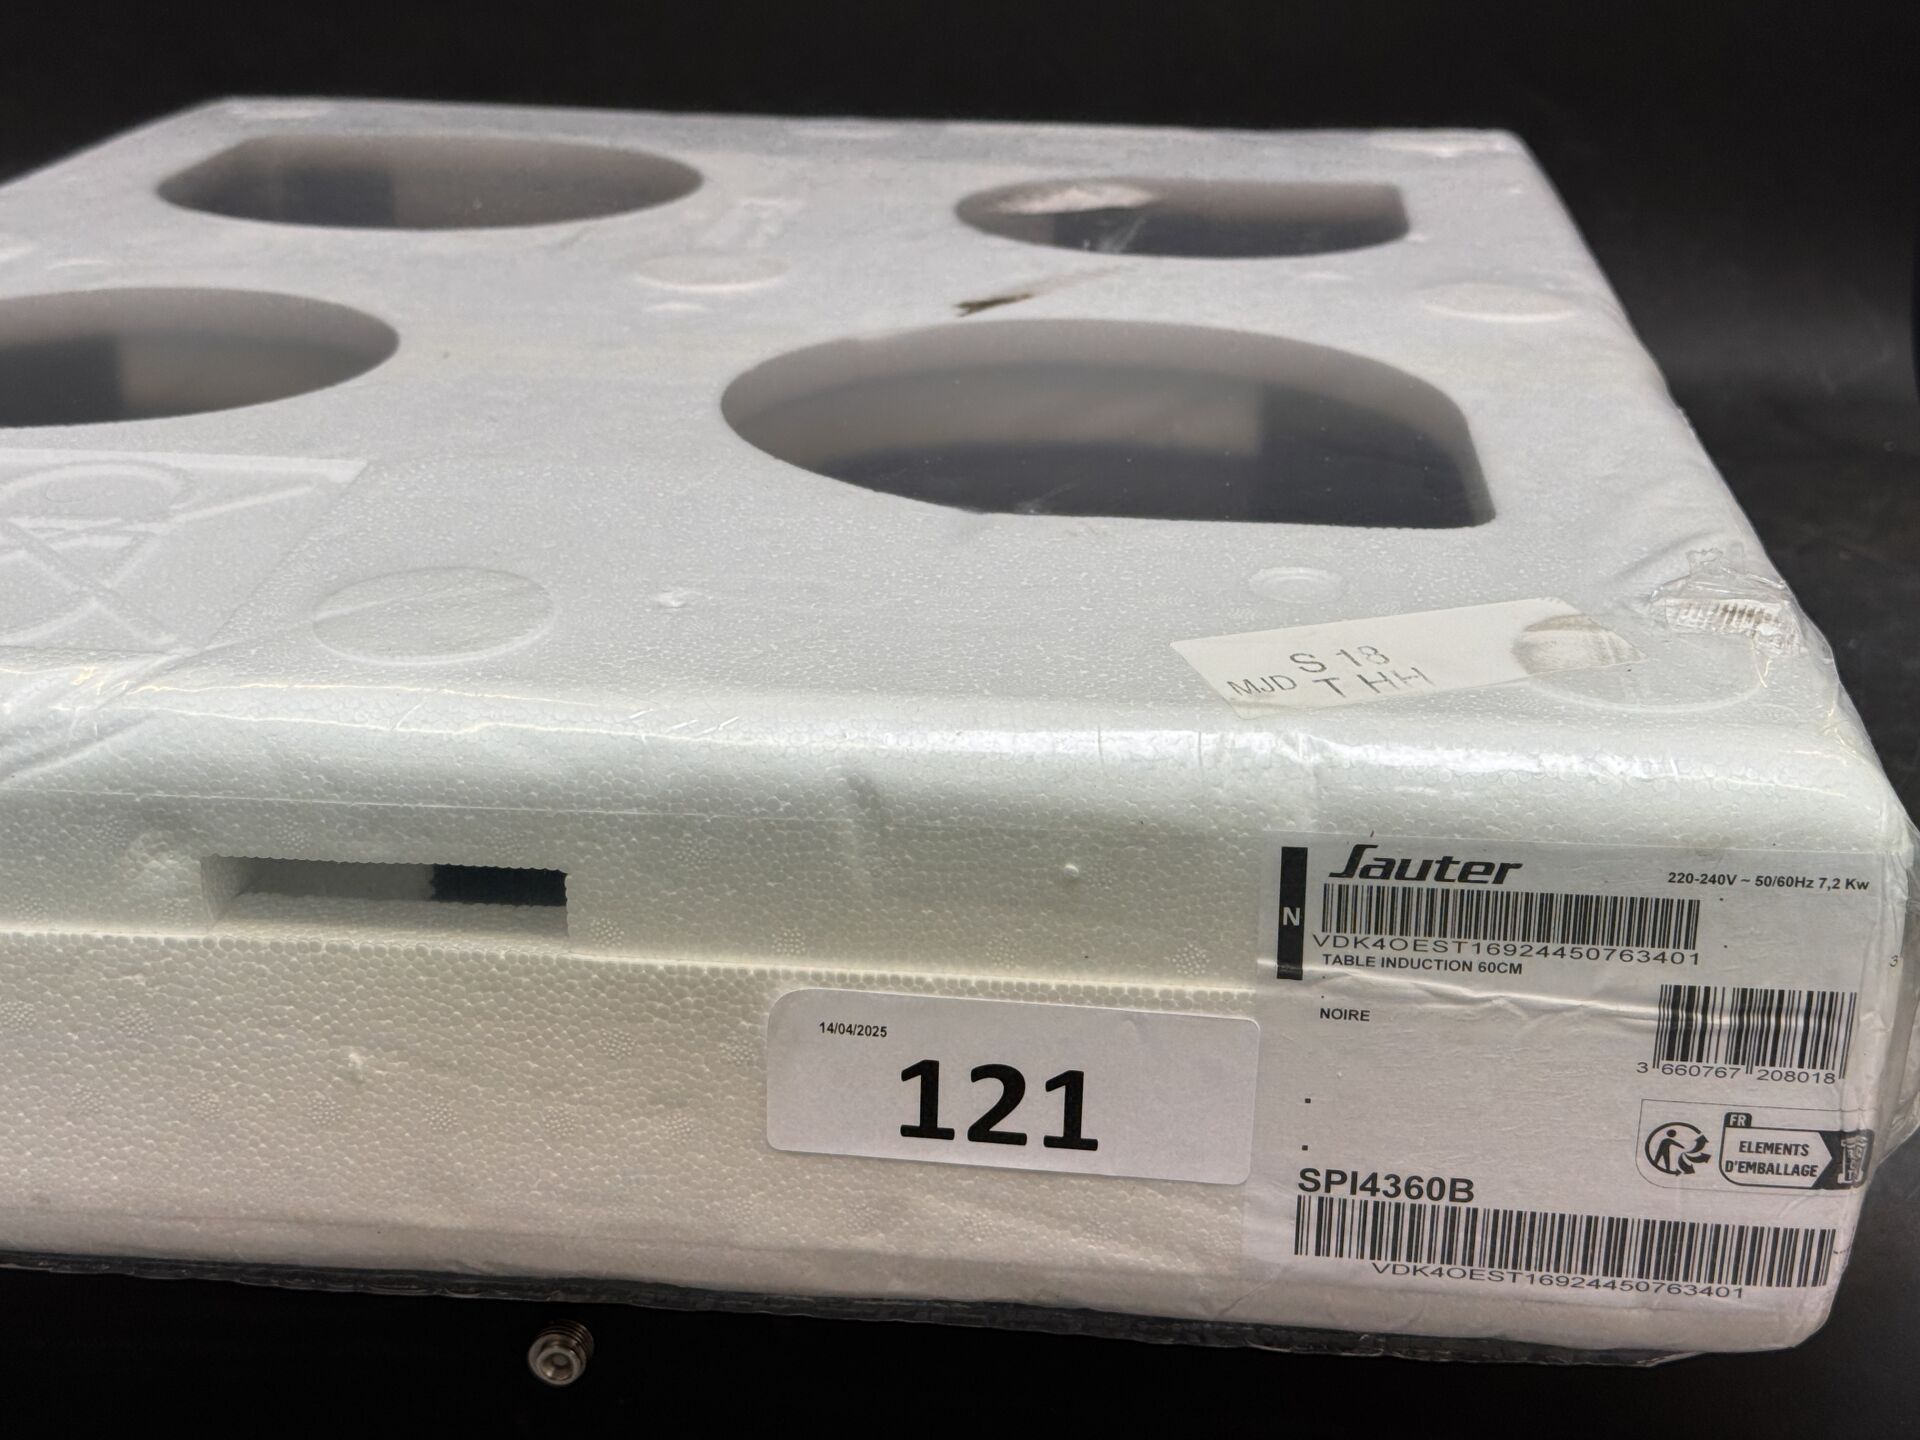 S 18
MJD T HH
Sauter
220-240V ~ 50/60Hz 7,2 Kw
N
VDK4OEST16924450763401
TABLE INDUCTION 60CM
NOIRE
3 660767 208018
14/04/2025
121
FR
ELEMENTS
D'EMBALLAGE
SPI4360B
VDK4OEST16924450763401